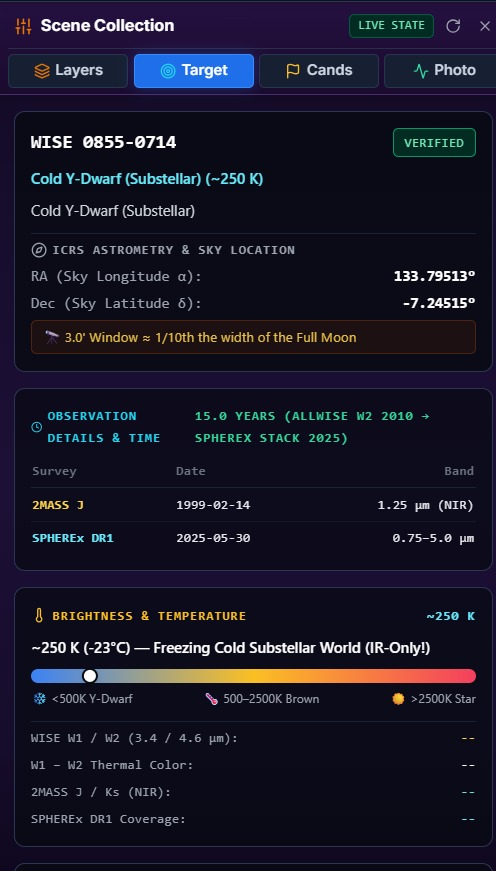 Scene Collection LIVE STATE
Layers Target Cands Photo
WISE 0855-0714 VERIFIED
Cold Y-Dwarf (Substellar) (~250 K)
Cold Y-Dwarf (Substellar)
ICRS ASTROMETRY & SKY LOCATION
RA (Sky Longitude α): 133.79513°
Dec (Sky Latitude δ): -7.24515°
3.0' Window ≈ 1/10th the width of the Full Moon
OBSERVATION DETAILS & TIME
15.0 YEARS (ALLWISE W2 2010 → SPHEREX STACK 2025)
Survey Date Band
2MASS J 1999-02-14 1.25 μm (NIR)
SPHEREx DR1 2025-05-30 0.75–5.0 μm
BRIGHTNESS & TEMPERATURE ~250 K
~250 K (-23°C) — Freezing Cold Substellar World (IR-Only!)
<500K Y-Dwarf 500–2500K Brown >2500K Star
WISE W1 / W2 (3.4 / 4.6 μm): --
W1 – W2 Thermal Color: --
2MASS J / Ks (NIR): --
SPHEREx DR1 Coverage: --